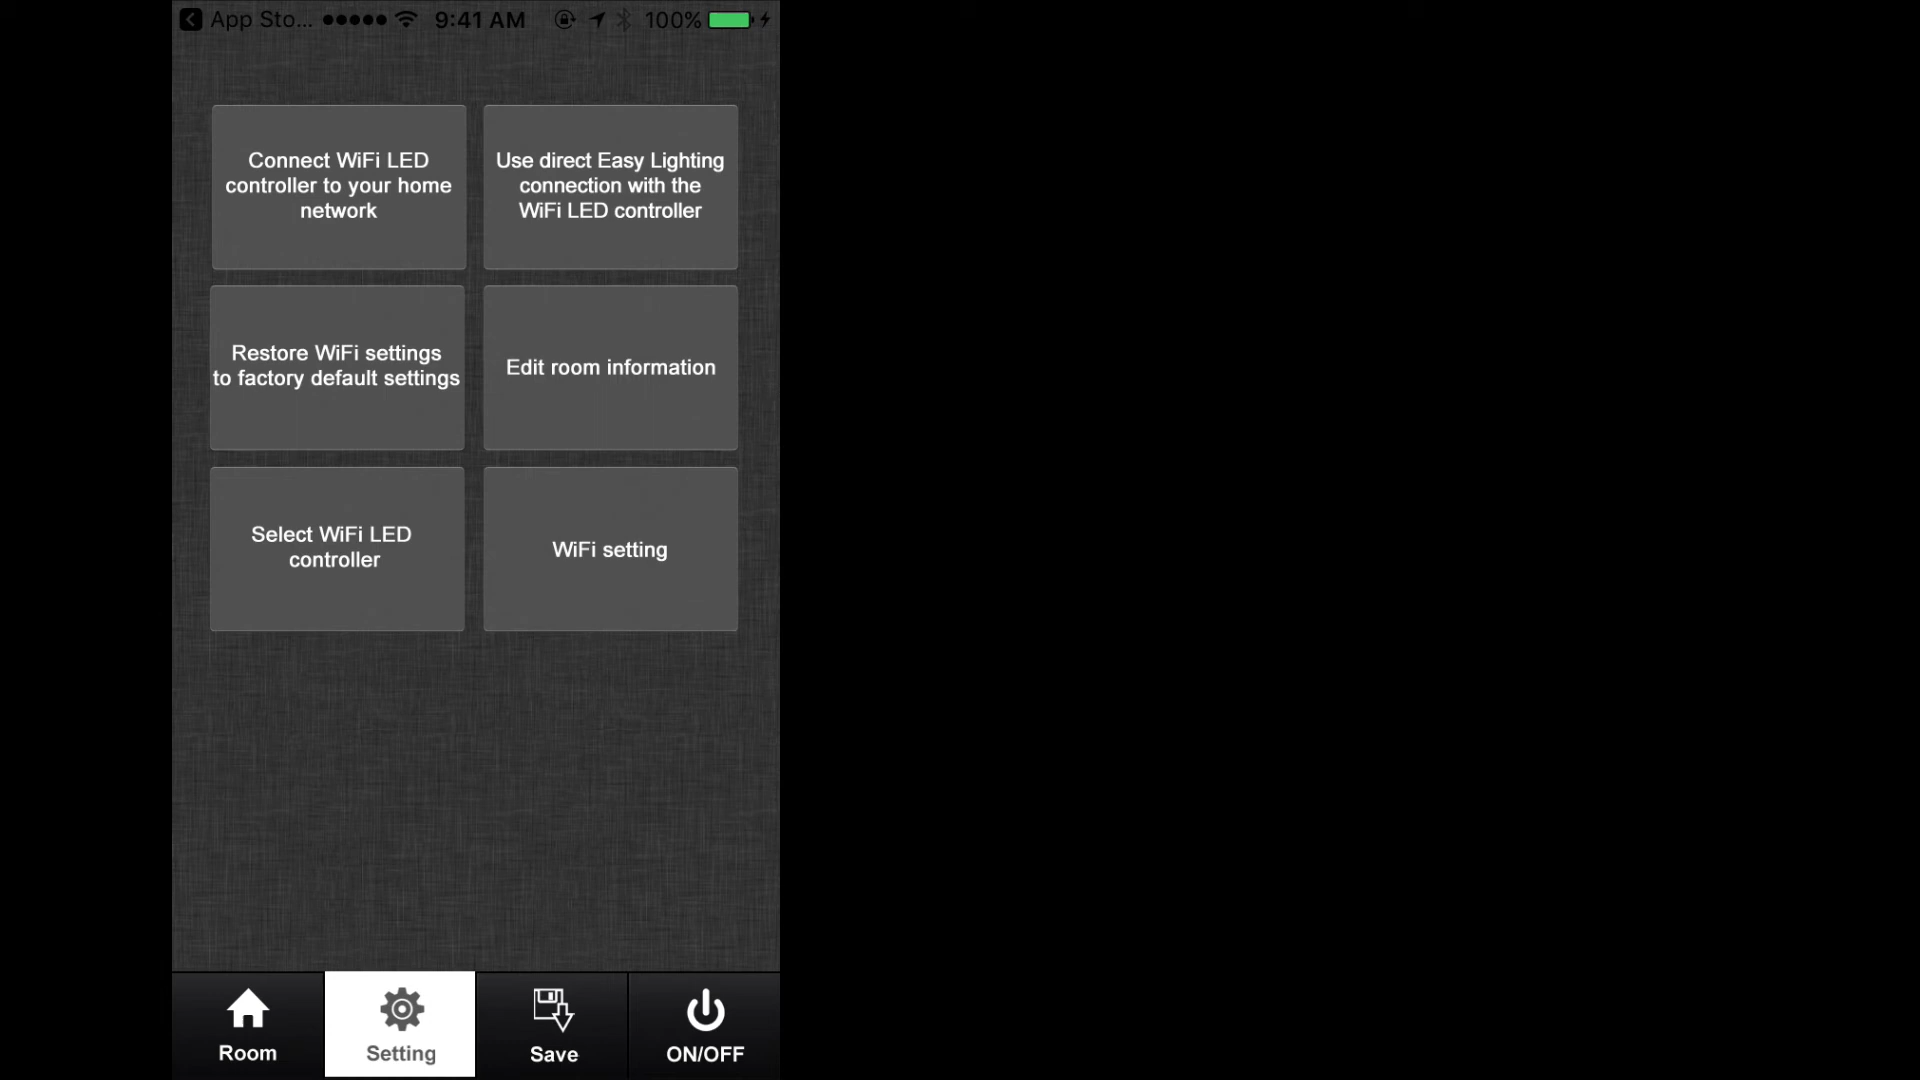 App Sto... 9:41 AM 100%
Connect WiFi LED
controller to your home
network
Use direct Easy Lighting
connection with the
WiFi LED controller
Restore WiFi settings
to factory default settings
Edit room information
Select WiFi LED
controller
WiFi setting
Room
Setting
Save
ON/OFF